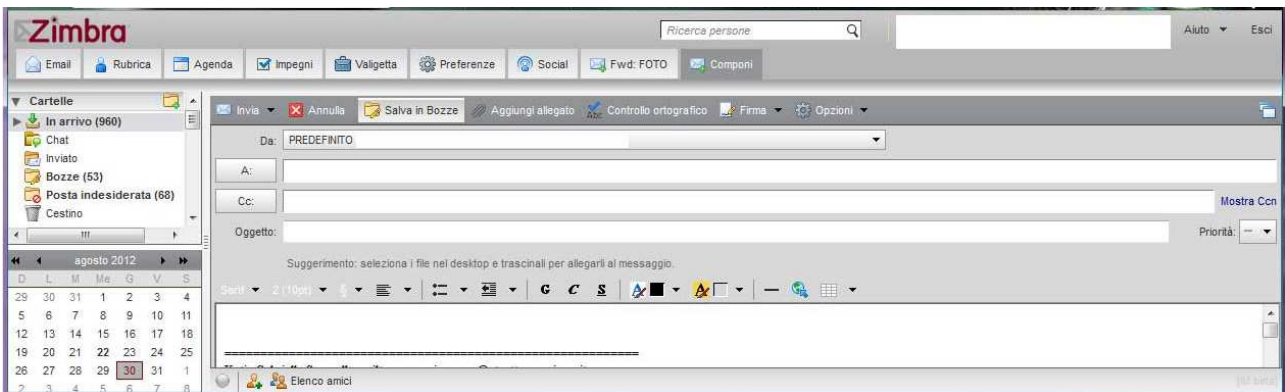 Zimbra
Ricerca persone
Aiuto Esci
Email Rubrica Agenda Impegni Valigetta Preferenze Social Fwd: FOTO Componi
Cartelle
In arrivo (960)
Chat
Inviato
Bozze (53)
Posta indesiderata (68)
Cestino
Invia Annulla Salva in Bozze Aggiungi allegato Controllo ortografico Firma Opzioni
Da: PREDEFINITO
A:
Cc: Mostra Ccn
Oggetto: Priorità:
Suggerimento: seleziona i file nel desktop e trascinali per allegarli al messaggio.
Serif 2 (10pt) G C S
agosto 2012
D L M Me G V S
29 30 31 1 2 3 4
5 6 7 8 9 10 11
12 13 14 15 16 17 18
19 20 21 22 23 24 25
26 27 28 29 30 31 1
2 3 4 5 6 7 8
Elenco amici